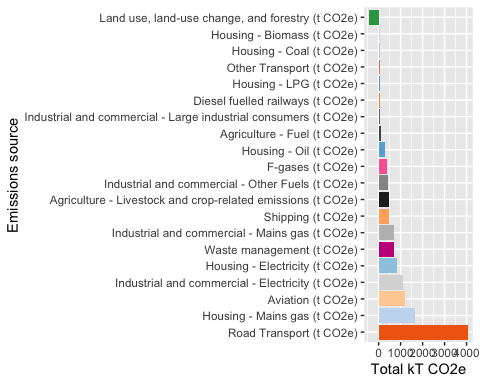 Land use, land-use change, and forestry (t CO2e)
Housing - Biomass (t CO2e)
Housing - Coal (t CO2e)
Other Transport (t CO2e)
Housing - LPG (t CO2e)
Diesel fuelled railways (t CO2e)
Industrial and commercial - Large industrial consumers (t CO2e)
Agriculture - Fuel (t CO2e)
Housing - Oil (t CO2e)
F-gases (t CO2e)
Industrial and commercial - Other Fuels (t CO2e)
Agriculture - Livestock and crop-related emissions (t CO2e)
Shipping (t CO2e)
Industrial and commercial - Mains gas (t CO2e)
Waste management (t CO2e)
Housing - Electricity (t CO2e)
Industrial and commercial - Electricity (t CO2e)
Aviation (t CO2e)
Housing - Mains gas (t CO2e)
Road Transport (t CO2e)
Emissions source
0 1000 2000 3000 4000
Total kT CO2e